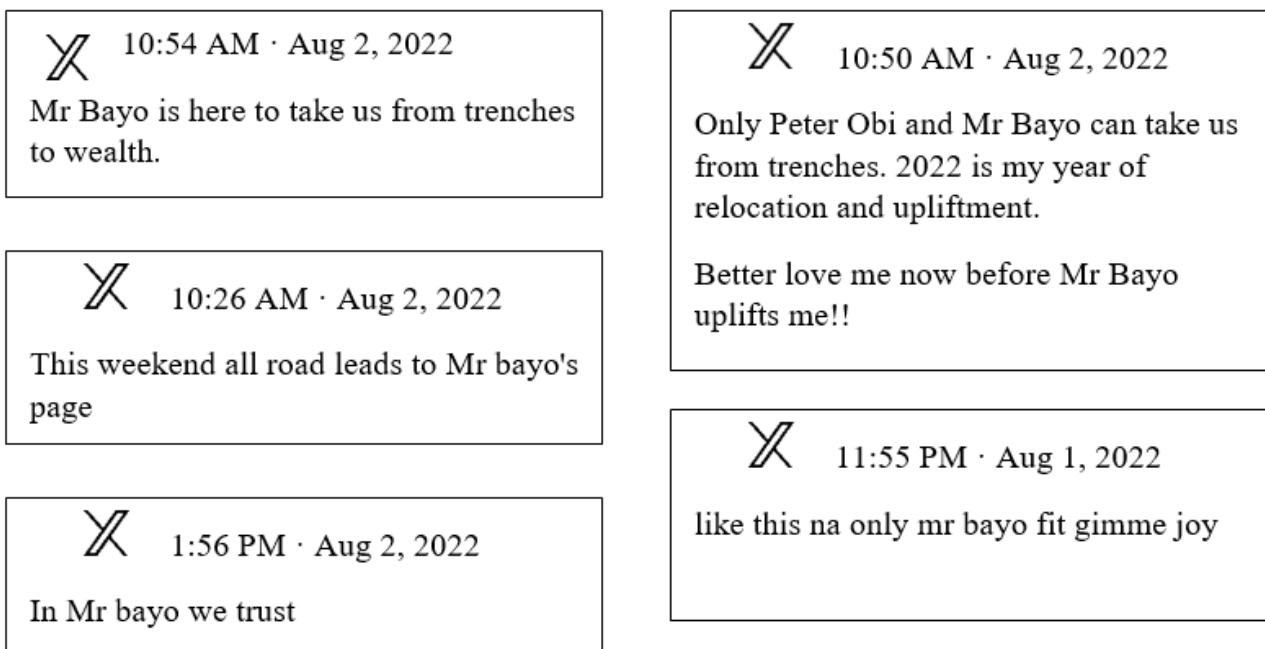 10:54 AM · Aug 2, 2022
Mr Bayo is here to take us from trenches
to wealth.
10:26 AM · Aug 2, 2022
This weekend all road leads to Mr bayo's
page
1:56 PM · Aug 2, 2022
In Mr bayo we trust
10:50 AM · Aug 2, 2022
Only Peter Obi and Mr Bayo can take us
from trenches. 2022 is my year of
relocation and upliftment.
Better love me now before Mr Bayo
uplifts me!!
11:55 PM · Aug 1, 2022
like this na only mr bayo fit gimme joy